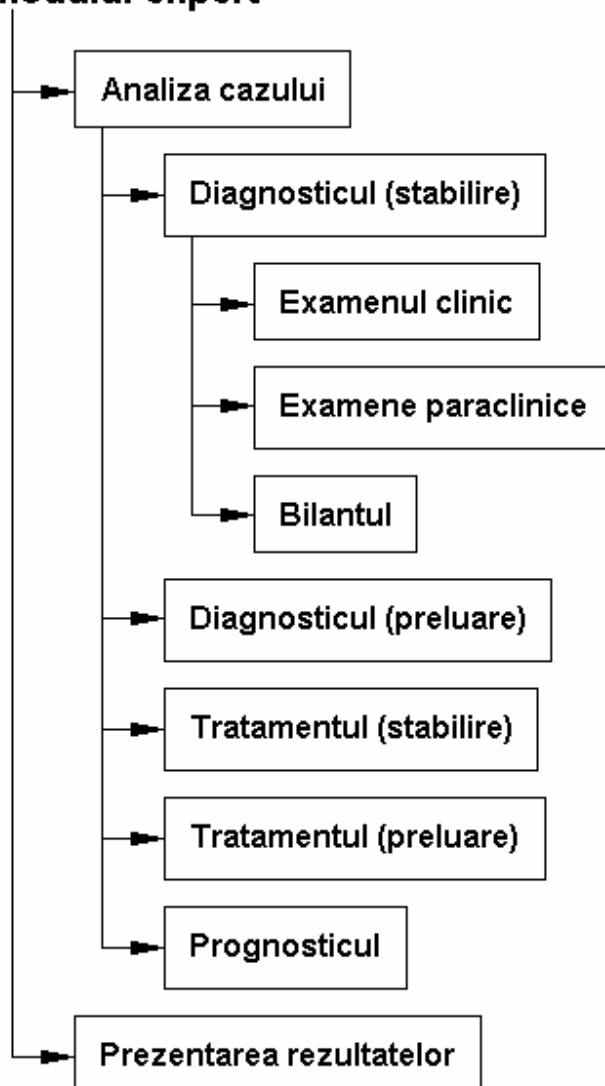 Analiza cazului
Diagnosticul (stabilire)
Examenul clinic
Examene paraclinice
Bilantul
Diagnosticul (preluare)
Tratamentul (stabilire)
Tratamentul (preluare)
Prognosticul
Prezentarea rezultatelor